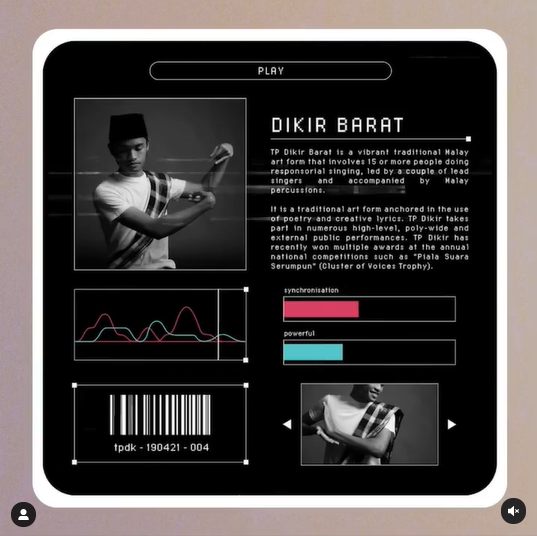 PLAY
DIKIR BARAT
TP Dikir Barat is a vibrant traditional Malay
art form that involves 15 or more people doing
responsorial singing, led by a couple of lead
singers and accompanied by Malay
percussions.
It is a traditional art form anchored in the use
of poetry and creative lyrics. TP Dikir takes
part in numerous high-level, poly-wide and
external public performances. TP Dikir has
recently won multiple awards at the annual
national competitions such as "Piala Suara
Serumpun" (Cluster of Voices Trophy).
synchronisation
powerful
tpdk - 190421 - 004